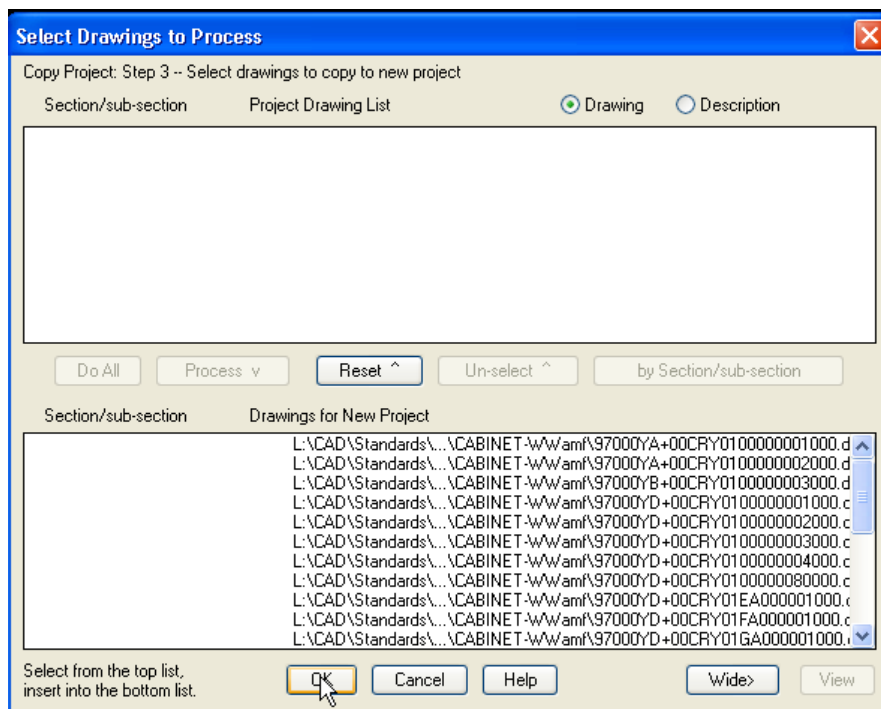 Select Drawings to Process
Copy Project: Step 3 -- Select drawings to copy to new project
Section/sub-section Project Drawing List Drawing Description
Do All Process v Reset ^ Un-select ^ by Section/sub-section
Section/sub-section Drawings for New Project
L:\CAD\Standards\...\CABINET-WWamf\97000YA+00CRY0100000001000.d
L:\CAD\Standards\...\CABINET-WWamf\97000YA+00CRY0100000002000.d
L:\CAD\Standards\...\CABINET-WWamf\97000YB+00CRY0100000003000.d
L:\CAD\Standards\...\CABINET-WWamf\97000YD+00CRY0100000001000.c
L:\CAD\Standards\...\CABINET-WWamf\97000YD+00CRY0100000002000.c
L:\CAD\Standards\...\CABINET-WWamf\97000YD+00CRY0100000003000.c
L:\CAD\Standards\...\CABINET-WWamf\97000YD+00CRY0100000004000.c
L:\CAD\Standards\...\CABINET-WWamf\97000YD+00CRY0100000080000.c
L:\CAD\Standards\...\CABINET-WWamf\97000YD+00CRY01EA000001000.c
L:\CAD\Standards\...\CABINET-WWamf\97000YD+00CRY01FA000001000.c
L:\CAD\Standards\...\CABINET-WWamf\97000YD+00CRY01GA000001000.
Select from the top list,
insert into the bottom list.
OK Cancel Help Wide> View